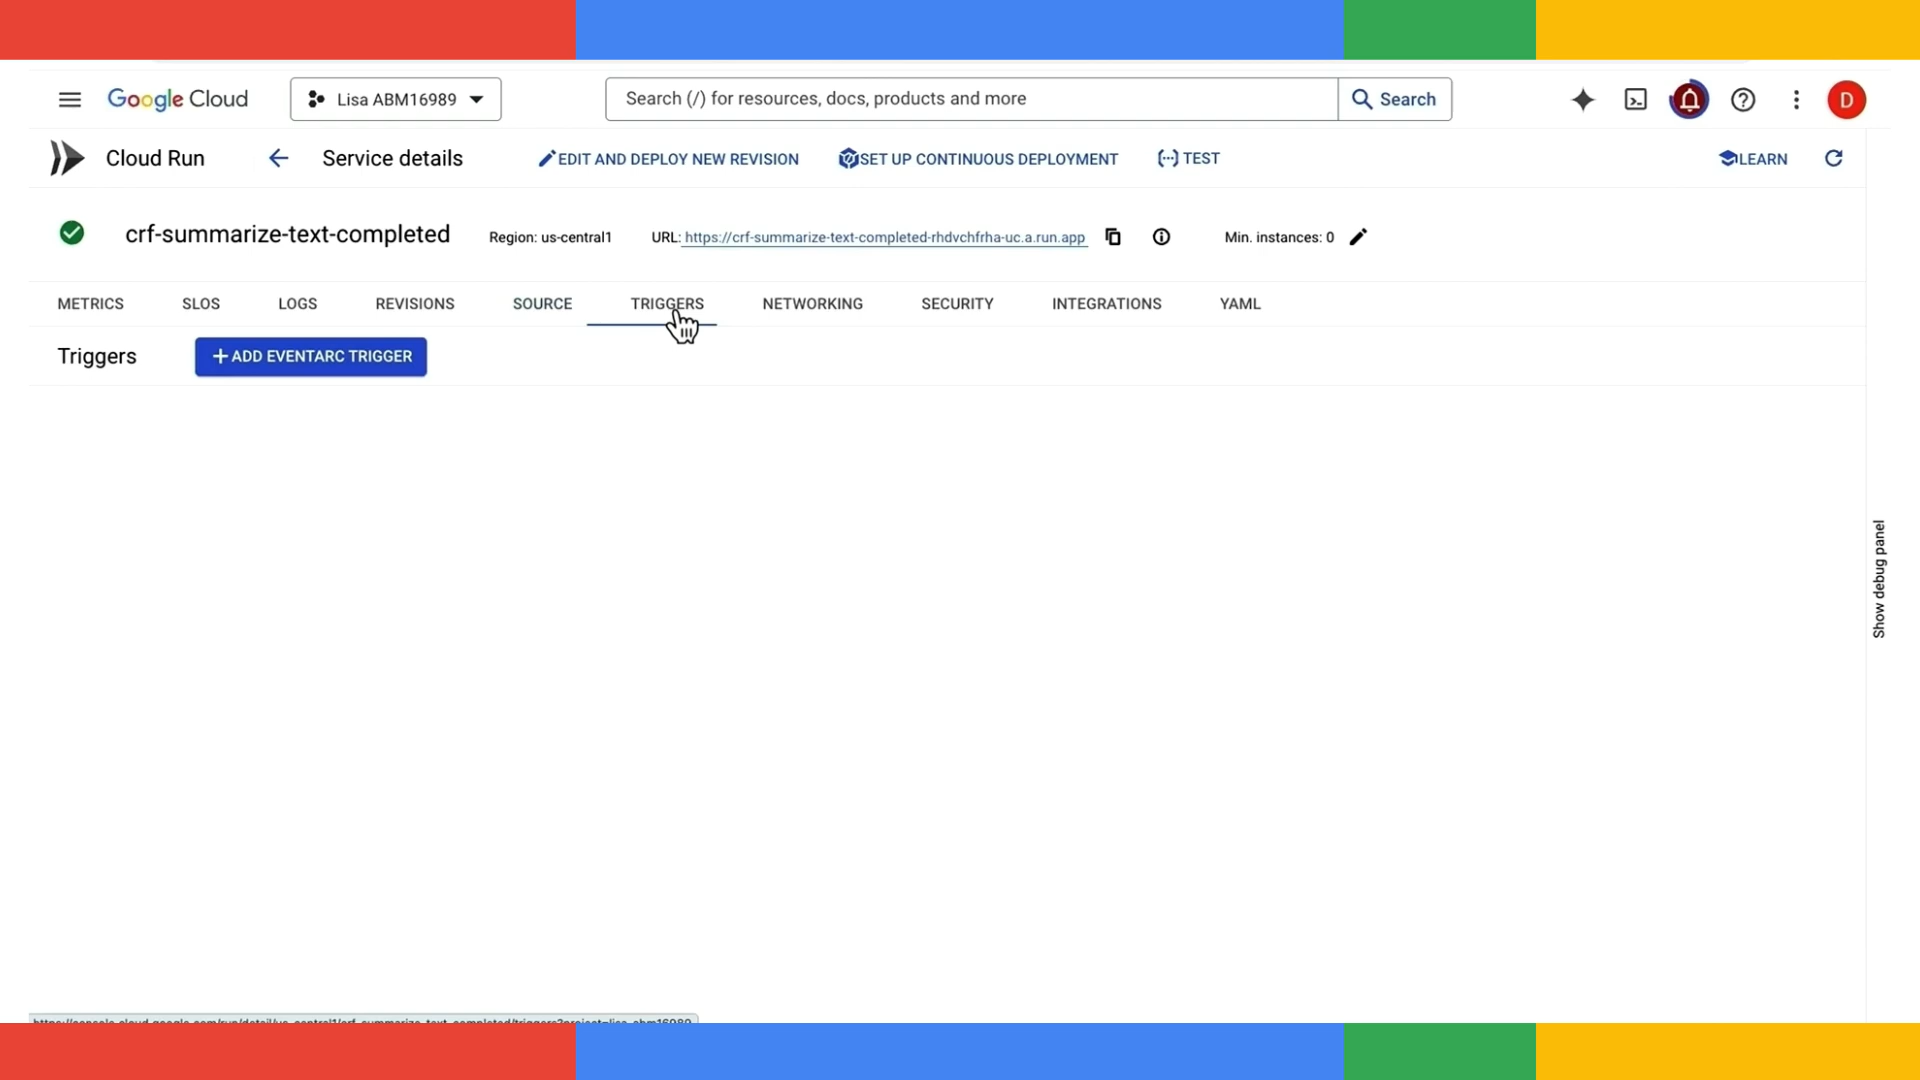 Google Cloud
Lisa ABM16989
Search (/) for resources, docs, products and more
Search
D
Cloud Run
Service details
EDIT AND DEPLOY NEW REVISION
SET UP CONTINUOUS DEPLOYMENT
TEST
LEARN
crf-summarize-text-completed
Region: us-central1
URL: https://crf-summarize-text-completed-rhdvchfrha-uc.a.run.app
Min. instances: 0
METRICS
SLOS
LOGS
REVISIONS
SOURCE
TRIGGERS
NETWORKING
SECURITY
INTEGRATIONS
YAML
Triggers
+ ADD EVENTARC TRIGGER
Show debug panel